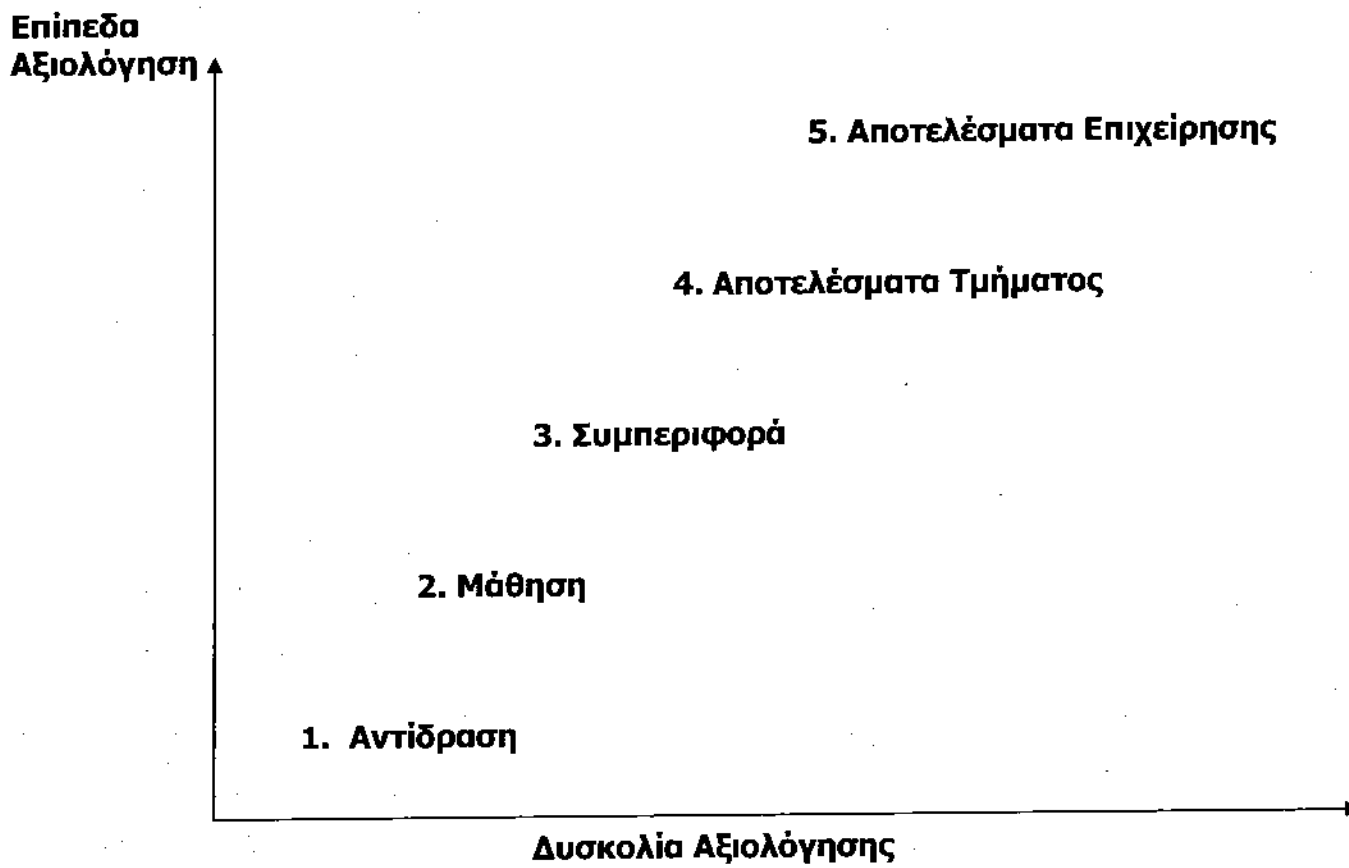 Επίπεδα
Αξιολόγηση
5. Αποτελέσματα Επιχείρησης
4. Αποτελέσματα Τμήματος
3. Συμπεριφορά
2. Μάθηση
1. Αντίδραση
Δυσκολία Αξιολόγησης